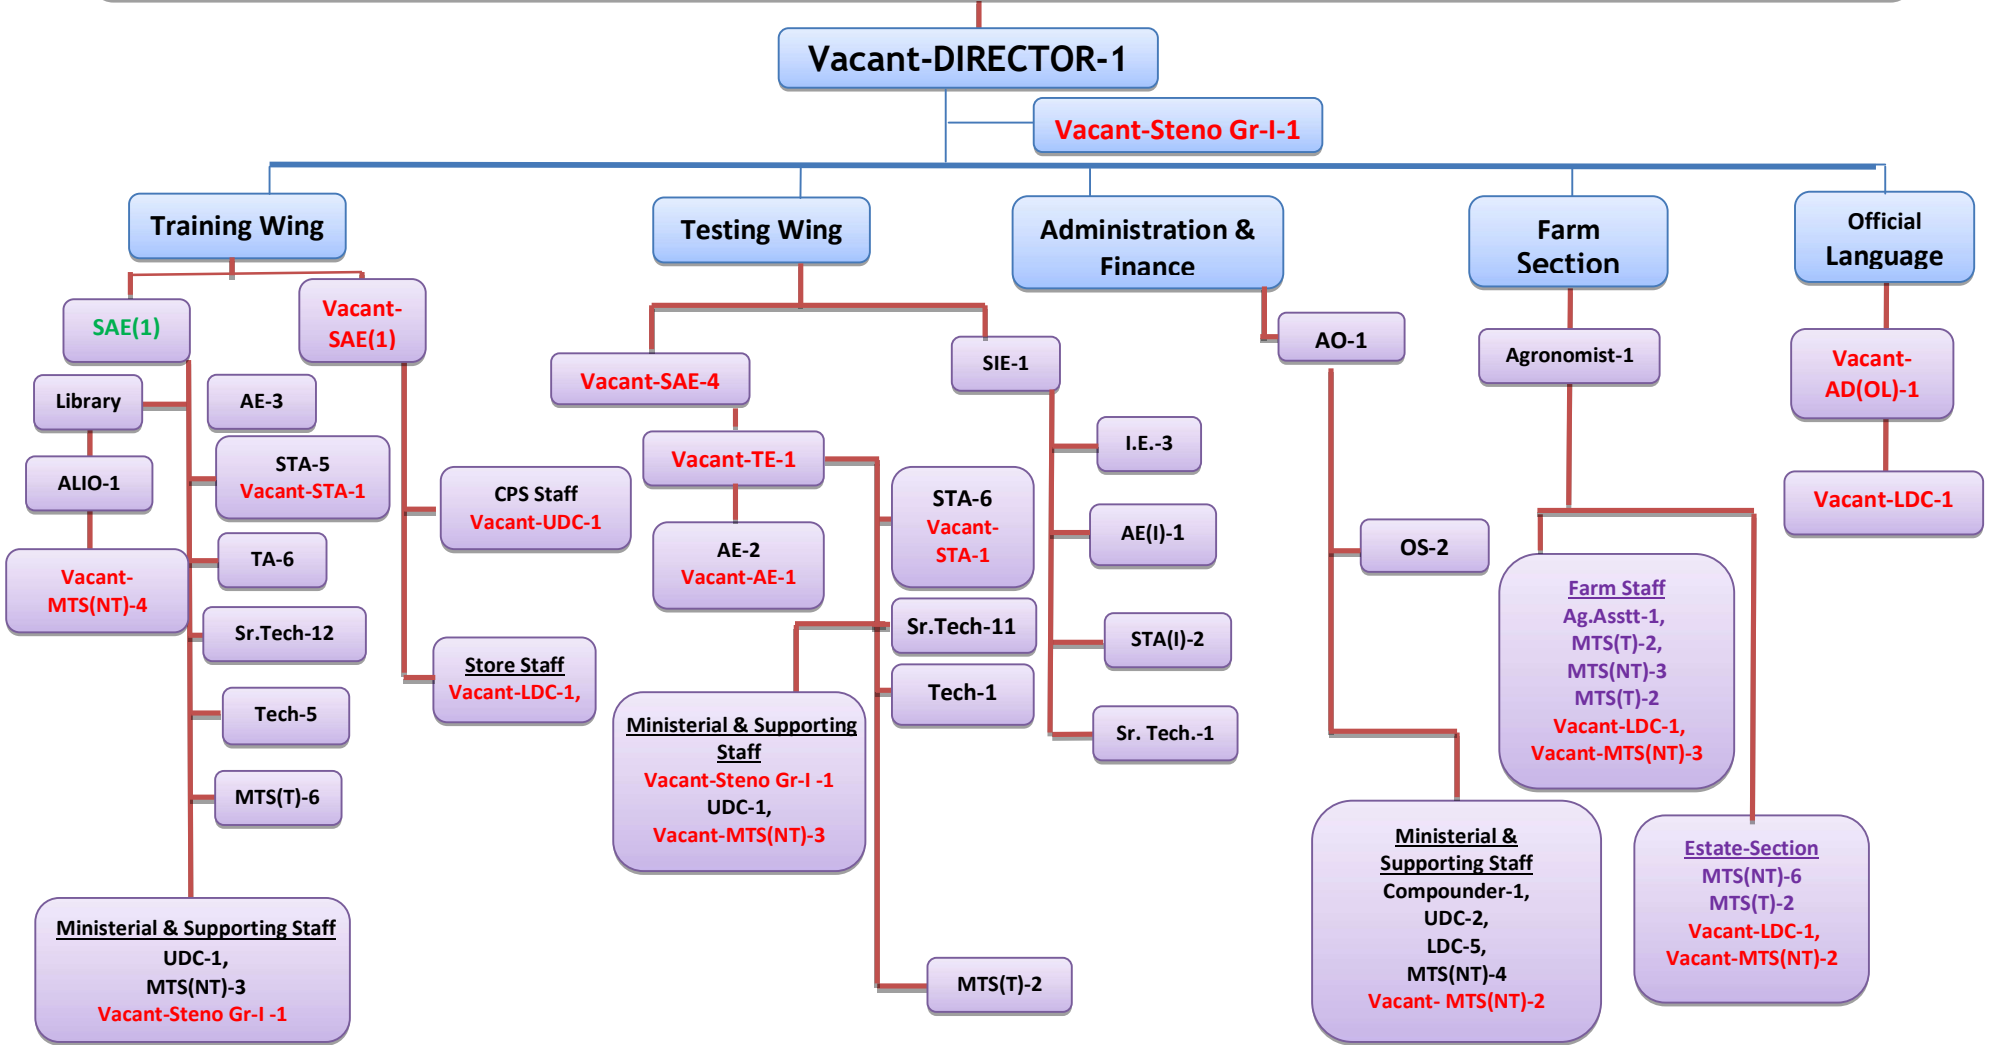 Vacant-DIRECTOR-1
Vacant-Steno Gr-I-1
Training Wing
SAE(1)
Vacant-
SAE(1)
Library
AE-3
ALIO-1
STA-5
Vacant-STA-1
Vacant-
MTS(NT)-4
TA-6
Sr.Tech-12
Tech-5
MTS(T)-6
Ministerial & Supporting Staff
UDC-1,
MTS(NT)-3
Vacant-Steno Gr-I -1
CPS Staff
Vacant-UDC-1
Store Staff
Vacant-LDC-1,
Testing Wing
Vacant-SAE-4
Vacant-TE-1
AE-2
Vacant-AE-1
STA-6
Vacant-
STA-1
Sr.Tech-11
Tech-1
Ministerial & Supporting
Staff
Vacant-Steno Gr-I -1
UDC-1,
Vacant-MTS(NT)-3
MTS(T)-2
SIE-1
I.E.-3
AE(I)-1
STA(I)-2
Sr. Tech.-1
Administration &
Finance
AO-1
OS-2
Ministerial &
Supporting Staff
Compounder-1,
UDC-2,
LDC-5,
MTS(NT)-4
Vacant- MTS(NT)-2
Farm
Section
Agronomist-1
Farm Staff
Ag.Asstt-1,
MTS(T)-2,
MTS(NT)-3
MTS(T)-2
Vacant-LDC-1,
Vacant-MTS(NT)-3
Estate-Section
MTS(NT)-6
MTS(T)-2
Vacant-LDC-1,
Vacant-MTS(NT)-2
Official
Language
Vacant-
AD(OL)-1
Vacant-LDC-1